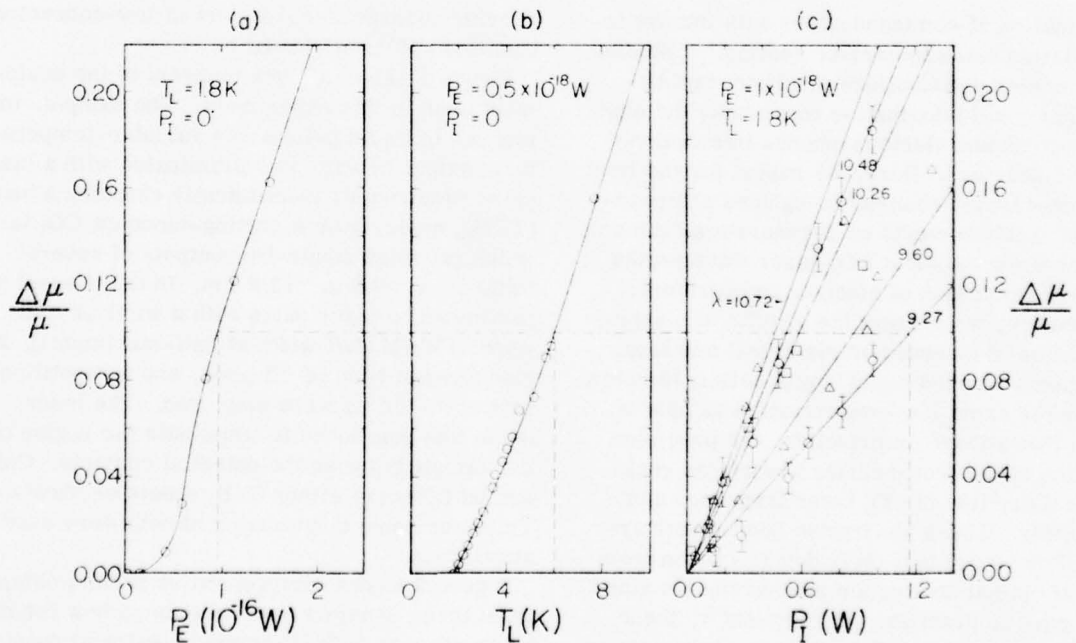 (a) (b) (c)
T_L = 1.8K
P_I = 0
P_E = 0.5 × 10^-18 W
P_I = 0
P_E = 1 × 10^-18 W
T_L = 1.8K
0.20
0.16
0.12
0.08
0.04
0.00
Δμ/μ
10.48
10.26
9.60
λ = 10.72
9.27
0.20
0.16
0.12
0.08
0.04
0.00
Δμ/μ
0 1 2
0 4 8
0 0.6 1.2
P_E (10^-16 W)
T_L (K)
P_I (W)